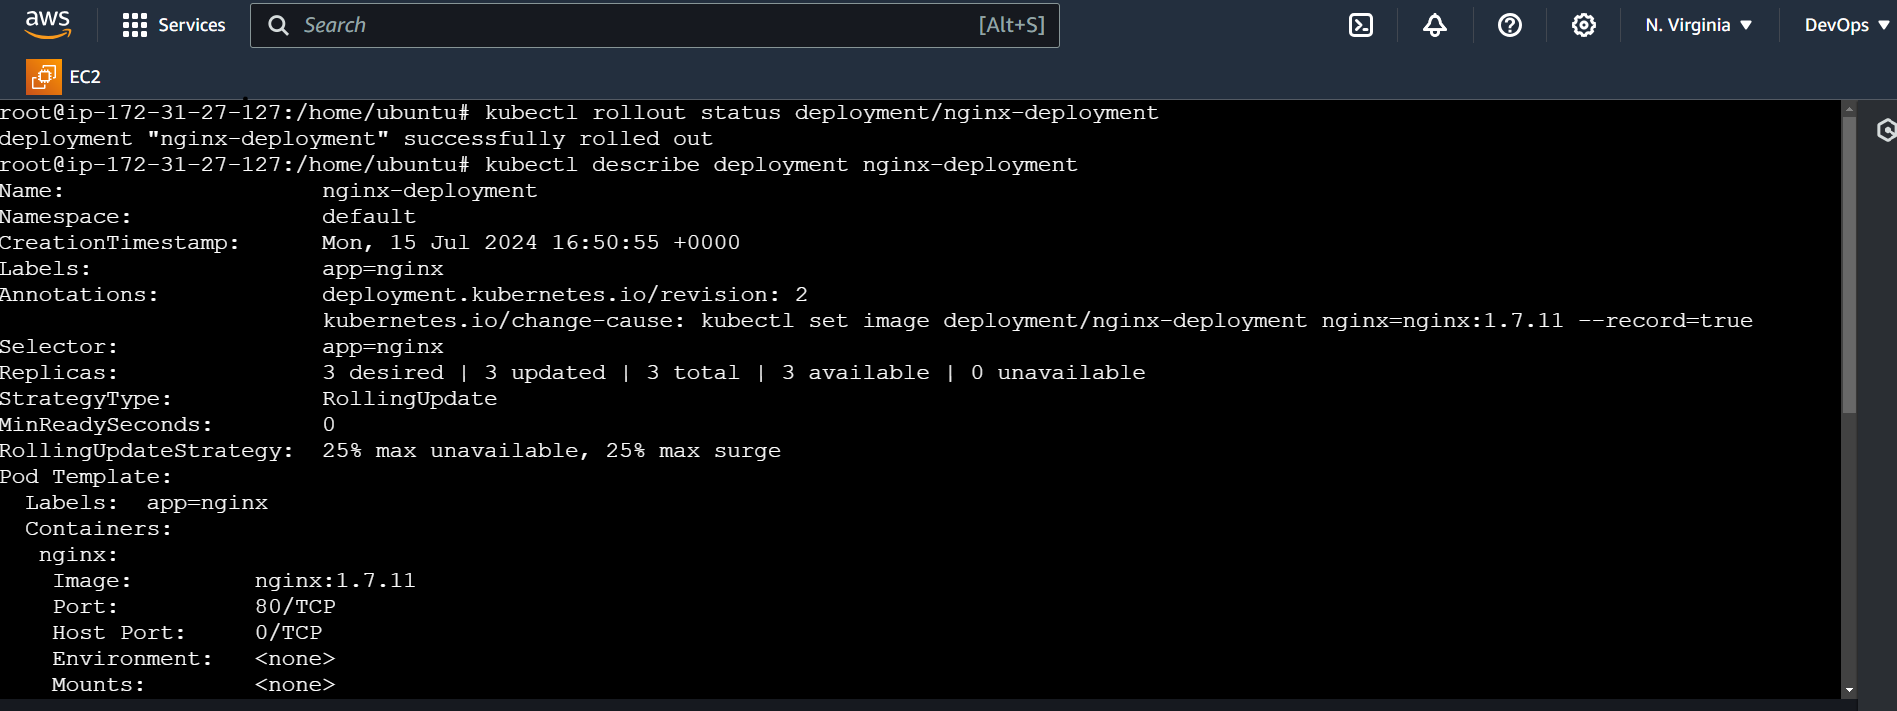 aws
Services
Search
[Alt+S]
N. Virginia
DevOps
EC2
root@ip-172-31-27-127:/home/ubuntu# kubectl rollout status deployment/nginx-deployment
deployment "nginx-deployment" successfully rolled out
root@ip-172-31-27-127:/home/ubuntu# kubectl describe deployment nginx-deployment
Name:                   nginx-deployment
Namespace:              default
CreationTimestamp:      Mon, 15 Jul 2024 16:50:55 +0000
Labels:                 app=nginx
Annotations:            deployment.kubernetes.io/revision: 2
                        kubernetes.io/change-cause: kubectl set image deployment/nginx-deployment nginx=nginx:1.7.11 --record=true
Selector:               app=nginx
Replicas:               3 desired | 3 updated | 3 total | 3 available | 0 unavailable
StrategyType:           RollingUpdate
MinReadySeconds:        0
RollingUpdateStrategy:  25% max unavailable, 25% max surge
Pod Template:
  Labels:  app=nginx
  Containers:
   nginx:
    Image:         nginx:1.7.11
    Port:          80/TCP
    Host Port:     0/TCP
    Environment:   <none>
    Mounts:        <none>